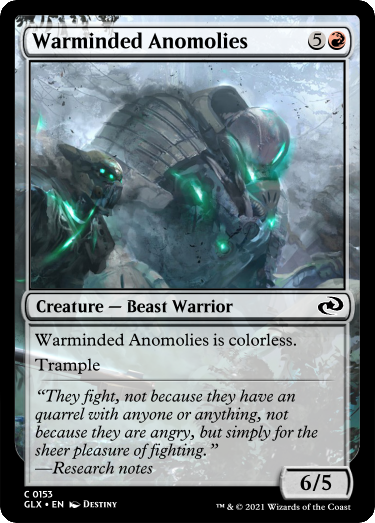 Warminded Anomolies 5
Creature — Beast Warrior
Warminded Anomolies is colorless.
Trample
“They fight, not because they have an
quarrel with anyone or anything, not
because they are angry, but simply for the
sheer pleasure of fighting.”
—Research notes
6/5
C 0153
GLX • EN Destiny
™ & © 2021 Wizards of the Coast